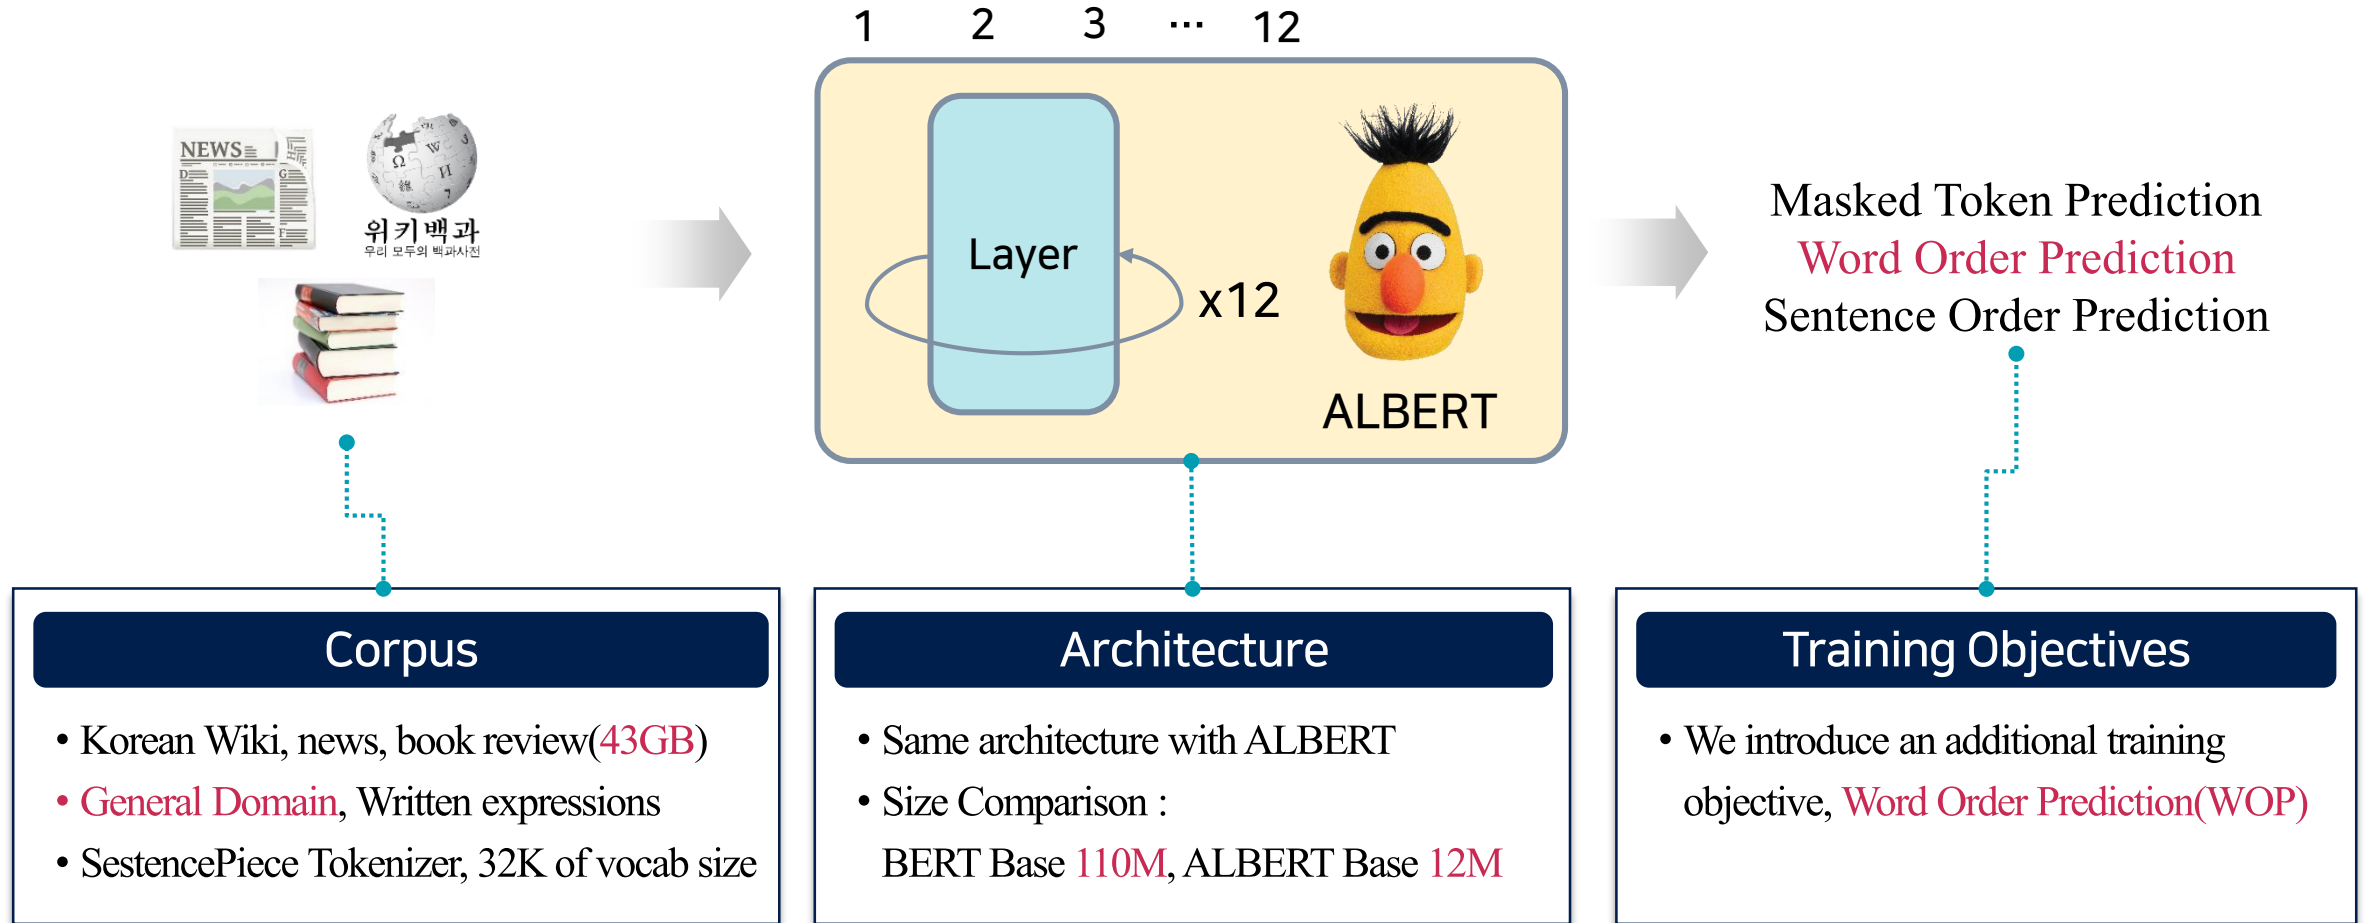 1 2 3 ... 12
NEWS
D
G
F
Ω
W
И
위키백과
우리 모두의 백과사전
Layer
x12
ALBERT
Masked Token Prediction
Word Order Prediction
Sentence Order Prediction
Corpus
• Korean Wiki, news, book review(43GB)
• General Domain, Written expressions
• SestencePiece Tokenizer, 32K of vocab size
Architecture
• Same architecture with ALBERT
• Size Comparison :
BERT Base 110M, ALBERT Base 12M
Training Objectives
• We introduce an additional training
objective, Word Order Prediction(WOP)